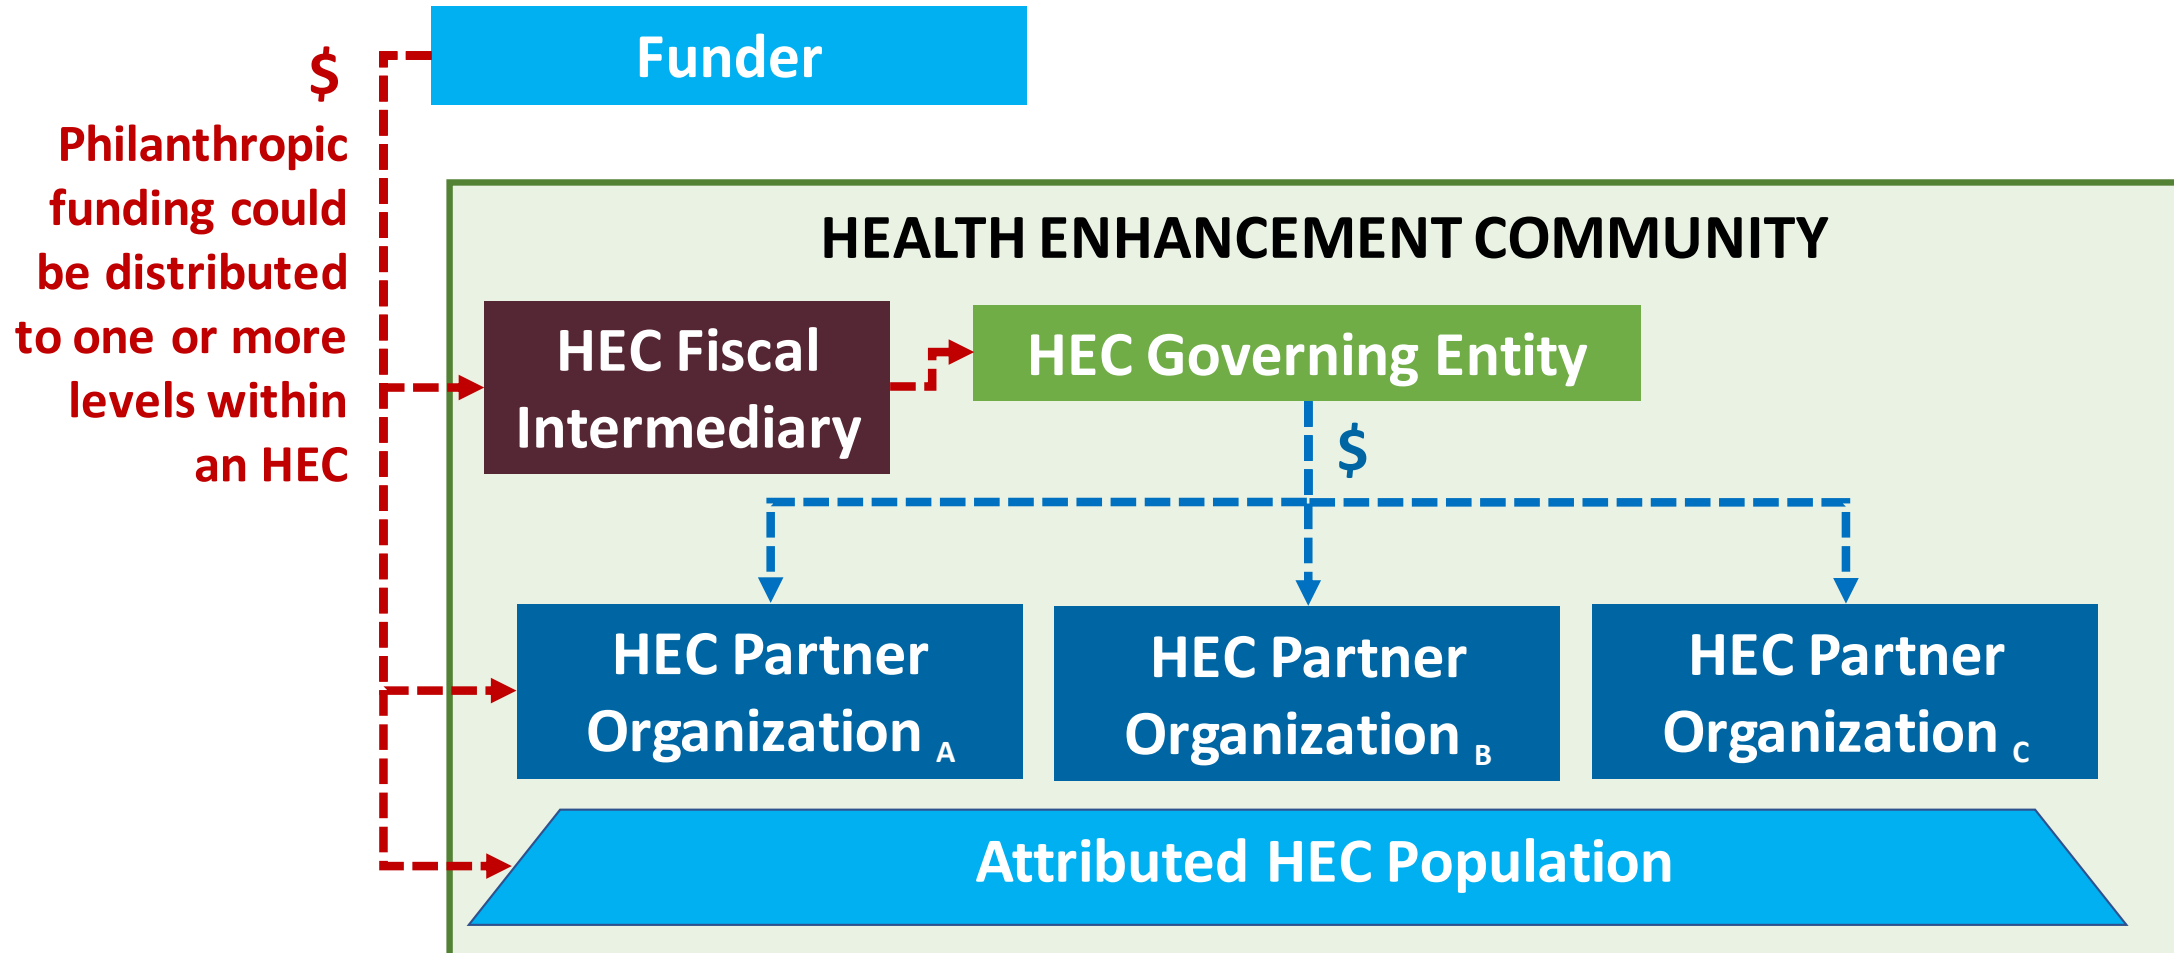 Funder
$
Philanthropic
funding could
be distributed
to one or more
levels within
an HEC
HEALTH ENHANCEMENT COMMUNITY
HEC Fiscal
Intermediary
HEC Governing Entity
$
HEC Partner
Organization A
HEC Partner
Organization B
HEC Partner
Organization C
Attributed HEC Population